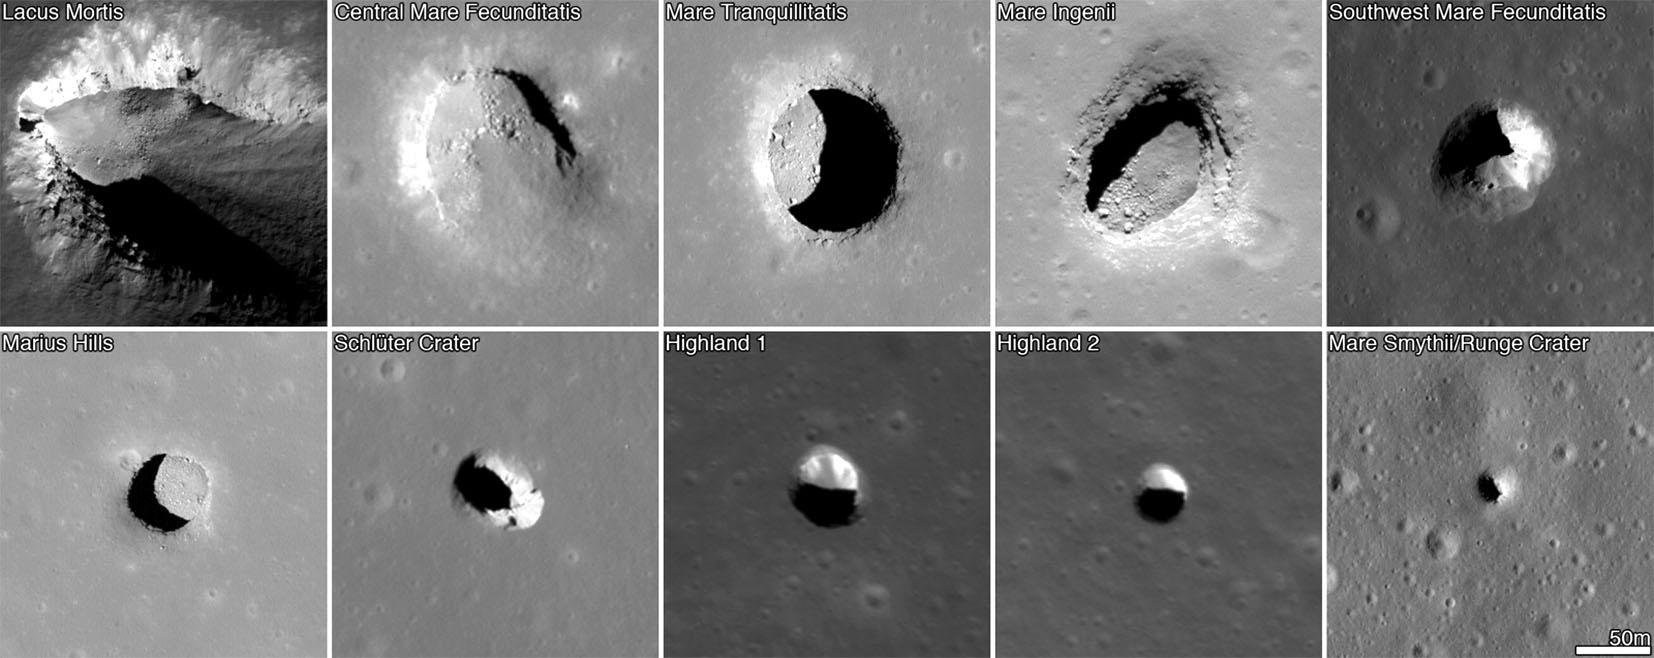 Lacus Mortis
Central Mare Fecunditatis
Mare Tranquillitatis
Mare Ingenii
Southwest Mare Fecunditatis
Marius Hills
Schlüter Crater
Highland 1
Highland 2
Mare Smythii/Runge Crater
50m